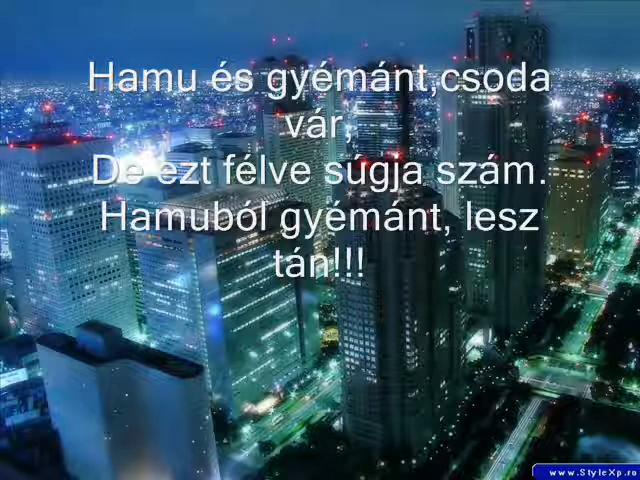 Hamu és gyémánt,csoda
vár,
De ezt félve súgja szám.
Hamuból gyémánt, lesz
tán!!!
www.StyleXp.ro